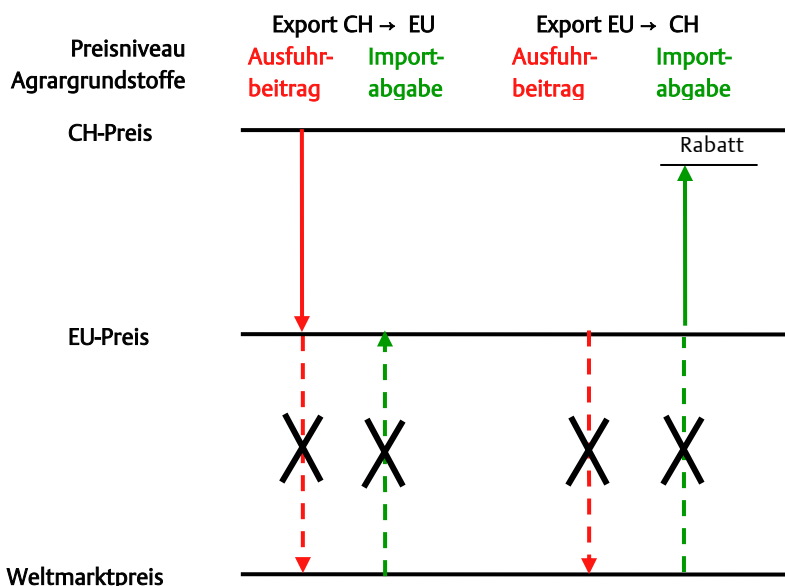 Export CH → EU
Export EU → CH
Preisniveau
Agrargrundstoffe
Ausfuhr-
beitrag
Import-
abgabe
Ausfuhr-
beitrag
Import-
abgabe
CH-Preis
Rabatt
EU-Preis
Weltmarktpreis